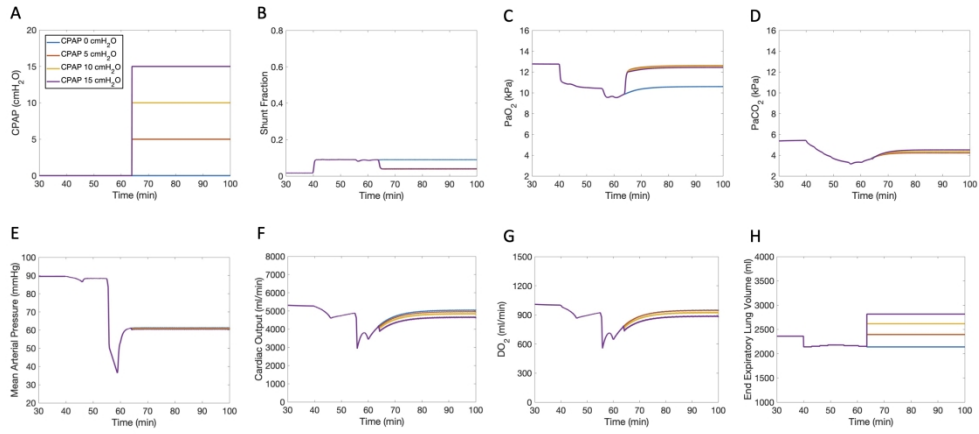 A
CPAP (cmH2O)
20
15
10
5
0
CPAP 0 cmH2O
CPAP 5 cmH2O
CPAP 10 cmH2O
CPAP 15 cmH2O
30 40 50 60 70 80 90 100
Time (min)
B
Shunt Fraction
0.8
0.6
0.4
0.2
0
30 40 50 60 70 80 90 100
Time (min)
C
PaO2 (kPa)
16
14
12
10
8
6
4
2
30 40 50 60 70 80 90 100
Time (min)
D
PaCO2 (kPa)
16
14
12
10
8
6
4
2
30 40 50 60 70 80 90 100
Time (min)
E
Mean Arterial Pressure (mmHg)
100
90
80
70
60
50
40
30
20
30 40 50 60 70 80 90 100
Time (min)
F
Cardiac Output (ml/min)
8000
7000
6000
5000
4000
3000
2000
1000
0
30 40 50 60 70 80 90 100
Time (min)
G
DO2 (ml/min)
1500
1200
900
600
300
0
30 40 50 60 70 80 90 100
Time (min)
H
End Expiratory Lung Volume (ml)
4000
3500
3000
2500
2000
1500
1000
30 40 50 60 70 80 90 100
Time (min)